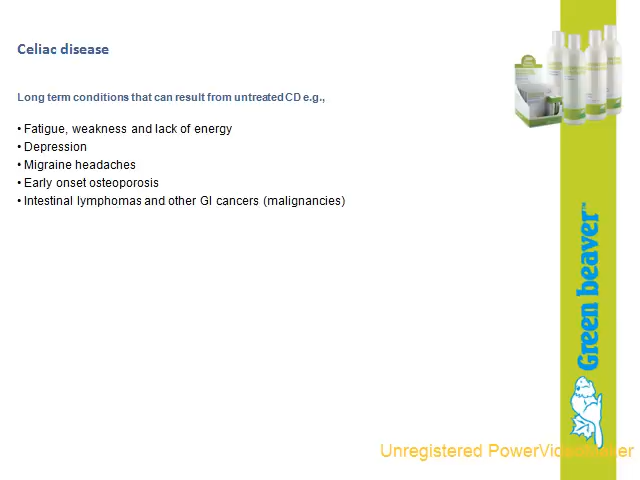 Celiac disease
Long term conditions that can result from untreated CD e.g.,
• Fatigue, weakness and lack of energy
• Depression
• Migraine headaches
• Early onset osteoporosis
• Intestinal lymphomas and other GI cancers (malignancies)
Green beaver™
Unregistered PowerVideoMaker